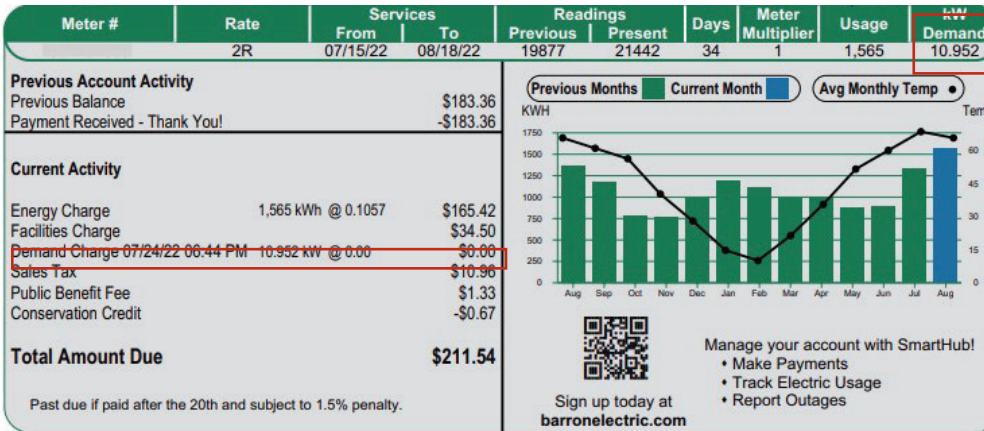 Meter # Rate Services Readings Days Meter Multiplier Usage kW Demand
From To Previous Present
2R 07/15/22 08/18/22 19877 21442 34 1 1,565 10.952
Previous Account Activity
Previous Balance $183.36
Payment Received - Thank You! -$183.36
Current Activity
Energy Charge 1,565 kWh @ 0.1057 $165.42
Facilities Charge $34.50
Demand Charge 07/24/22 06:44 PM 10.952 kW @ 0.00 $0.00
Sales Tax $10.96
Public Benefit Fee $1.33
Conservation Credit -$0.67
Total Amount Due $211.54
Past due if paid after the 20th and subject to 1.5% penalty.
Previous Months Current Month Avg Monthly Temp
KWH Tem
1750
1500 60
1250
1000 45
750 30
500
250 15
0 0
Aug Sep Oct Nov Dec Jan Feb Mar Apr May Jun Jul Aug
Manage your account with SmartHub!
• Make Payments
• Track Electric Usage
• Report Outages
Sign up today at
barronelectric.com